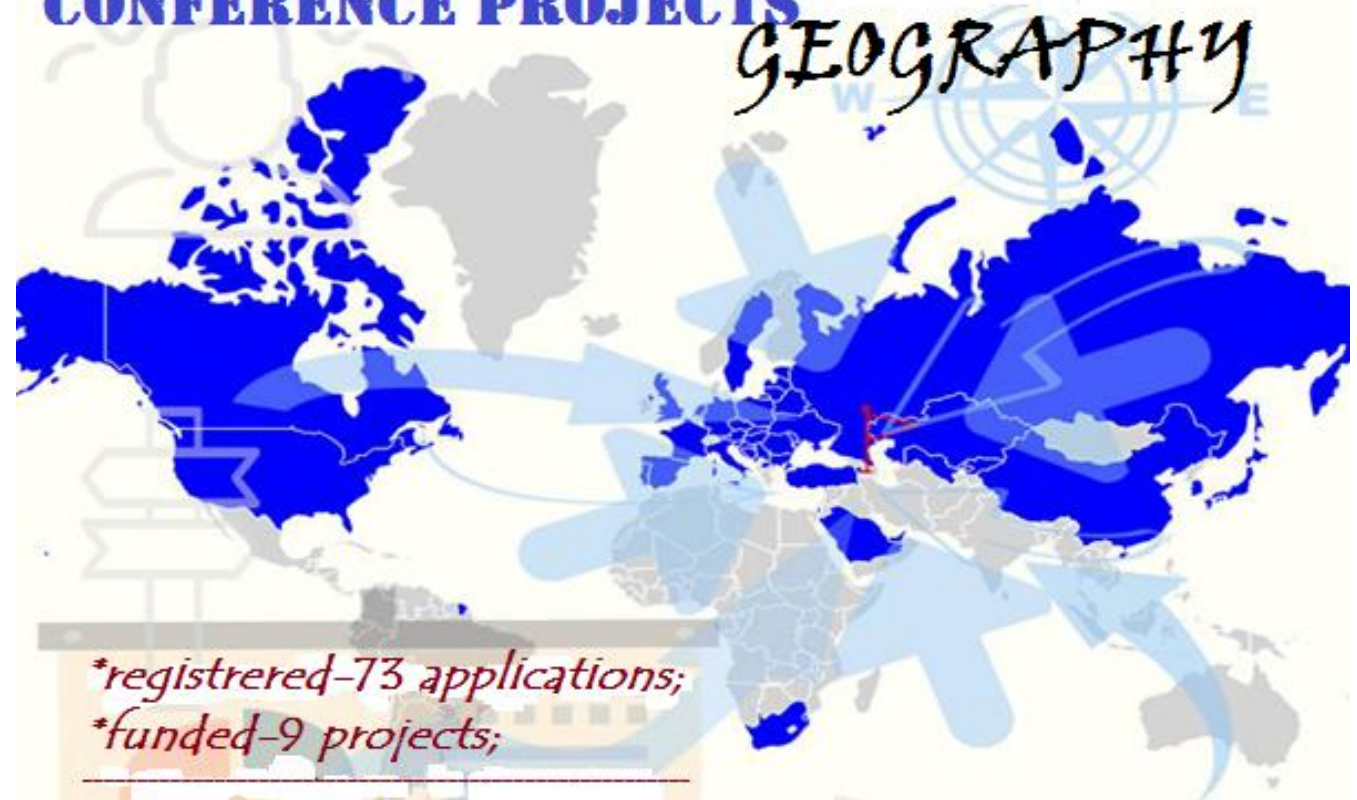 CONFERENCE PROJECTS
GEOGRAPHY
W E
*registrered-73 applications;
*funded-9 projects;